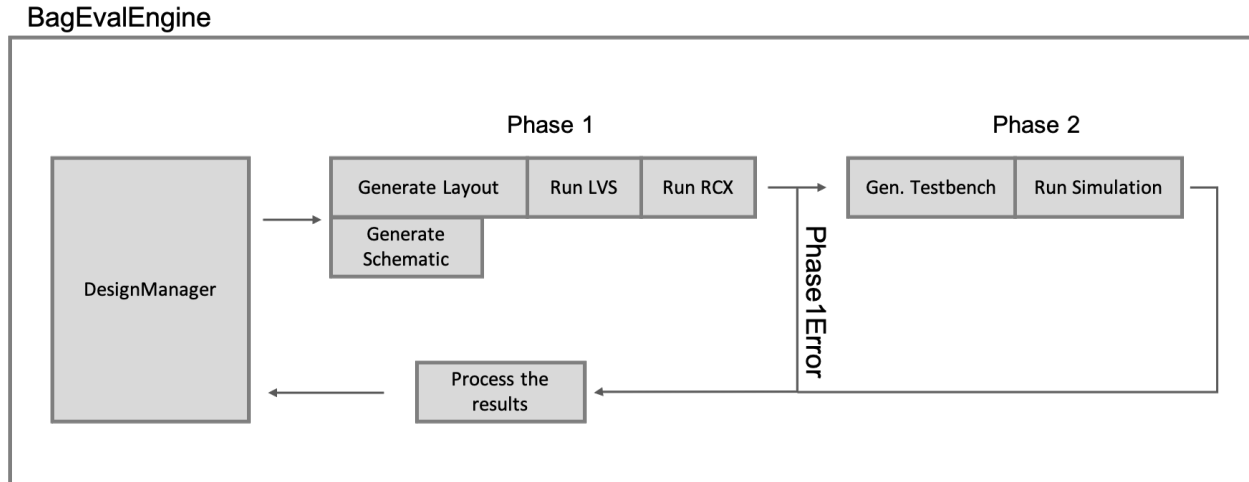 BagEvalEngine
Phase 1
Phase 2
Generate Layout
Run LVS
Run RCX
Gen. Testbench
Run Simulation
Generate
Schematic
Phase1Error
DesignManager
Process the
results